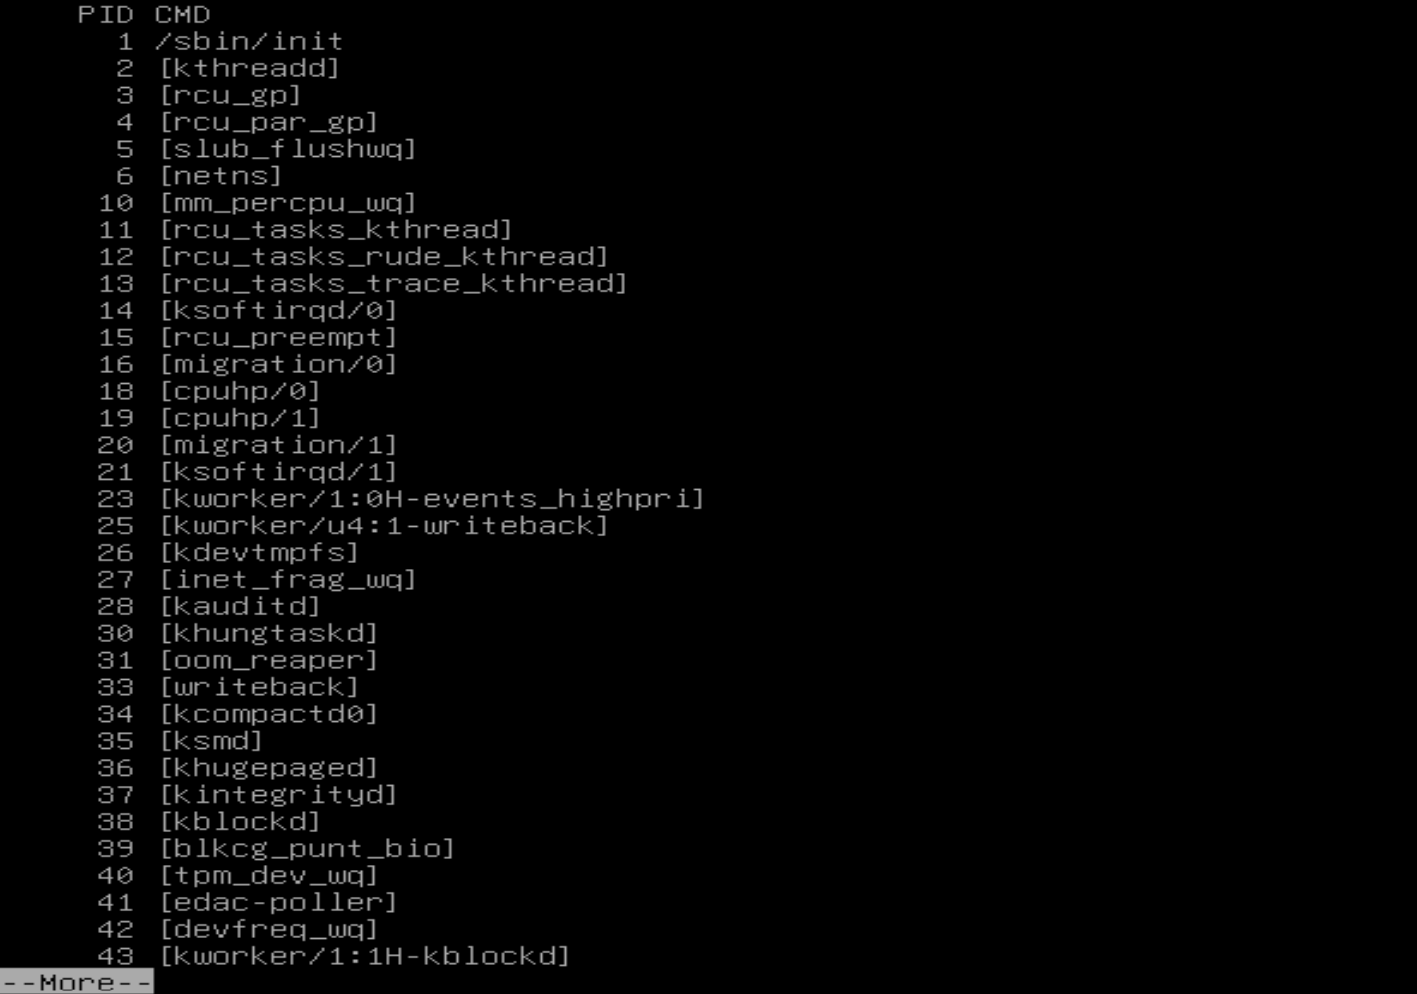 PID CMD
1 /sbin/init
2 [kthreadd]
3 [rcu_gp]
4 [rcu_par_gp]
5 [slub_flushwq]
6 [netns]
10 [mm_percpu_wq]
11 [rcu_tasks_kthread]
12 [rcu_tasks_rude_kthread]
13 [rcu_tasks_trace_kthread]
14 [ksoftirqd/0]
15 [rcu_preempt]
16 [migration/0]
18 [cpuhp/0]
19 [cpuhp/1]
20 [migration/1]
21 [ksoftirqd/1]
23 [kworker/1:0H-events_highpri]
25 [kworker/u4:1-writeback]
26 [kdevtmpfs]
27 [inet_frag_wq]
28 [kauditd]
30 [khungtaskd]
31 [oom_reaper]
33 [writeback]
34 [kcompactd0]
35 [ksmd]
36 [khugepaged]
37 [kintegrityd]
38 [kblockd]
39 [blkcg_punt_bio]
40 [tpm_dev_wq]
41 [edac-poller]
42 [devfreq_wq]
43 [kworker/1:1H-kblockd]
--More--